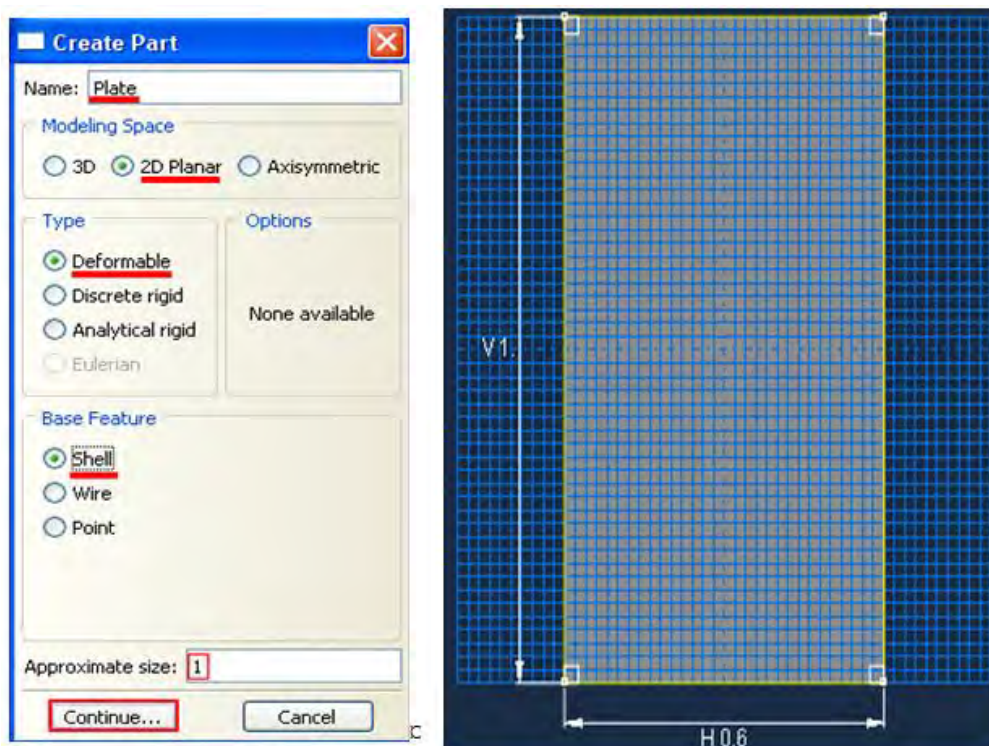 Create Part
Name: Plate
Modeling Space
3D 2D Planar Axisymmetric
Type
Deformable
Discrete rigid
Analytical rigid
Eulerian
Options
None available
Base Feature
Shell
Wire
Point
Approximate size: 1
Continue... Cancel
C
V1.
H0.6